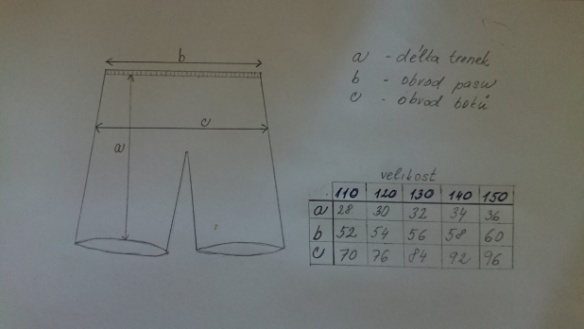 b
c
a
a - délka trenek
b - obvod pasu
c - obvod boků
velikost
110 120 130 140 150
a 28 30 32 34 36
b 52 54 56 58 60
c 70 76 84 92 96